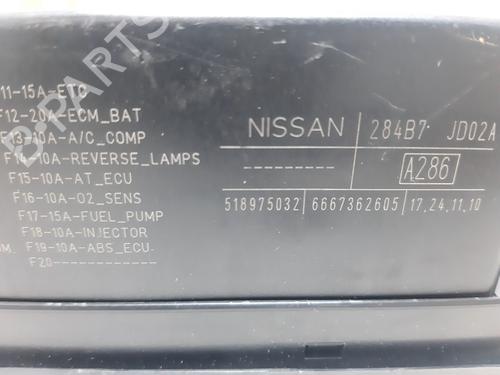 11-15A-ETC
F12-20A-ECM_BAT
F13-10A-A/C_COMP
F14-10A-REVERSE_LAMPS
F15-10A-AT_ECU
F16-10A-O2_SENS
F17-15A-FUEL_PUMP
F18-10A-INJECTOR
M. F19-10A-ABS_ECU.
F20-------------
NISSAN 284B7 JD02A
--------- A286
518975032 6667362605 17,24,11,10
B-PARTS